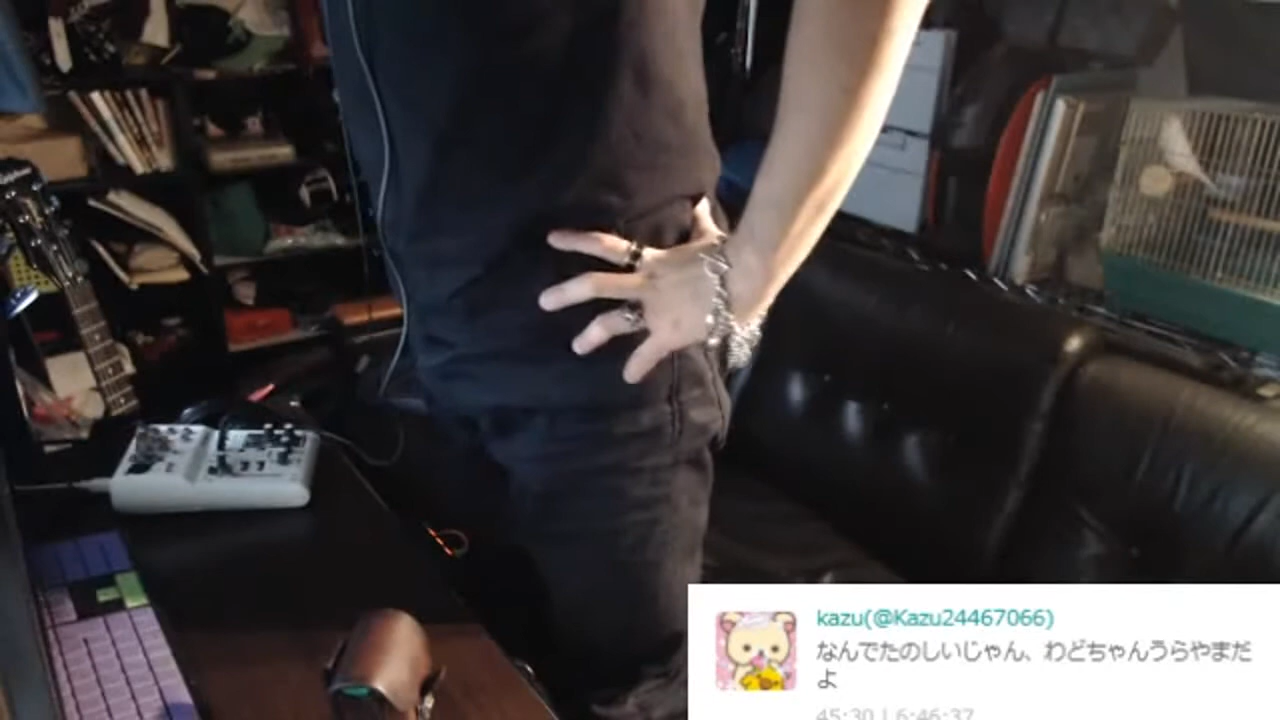 kazu(@Kazu24467066)
なんでたのしいじゃん、わどちゃんうらやまだ
よ
45:30 | 6:46:37